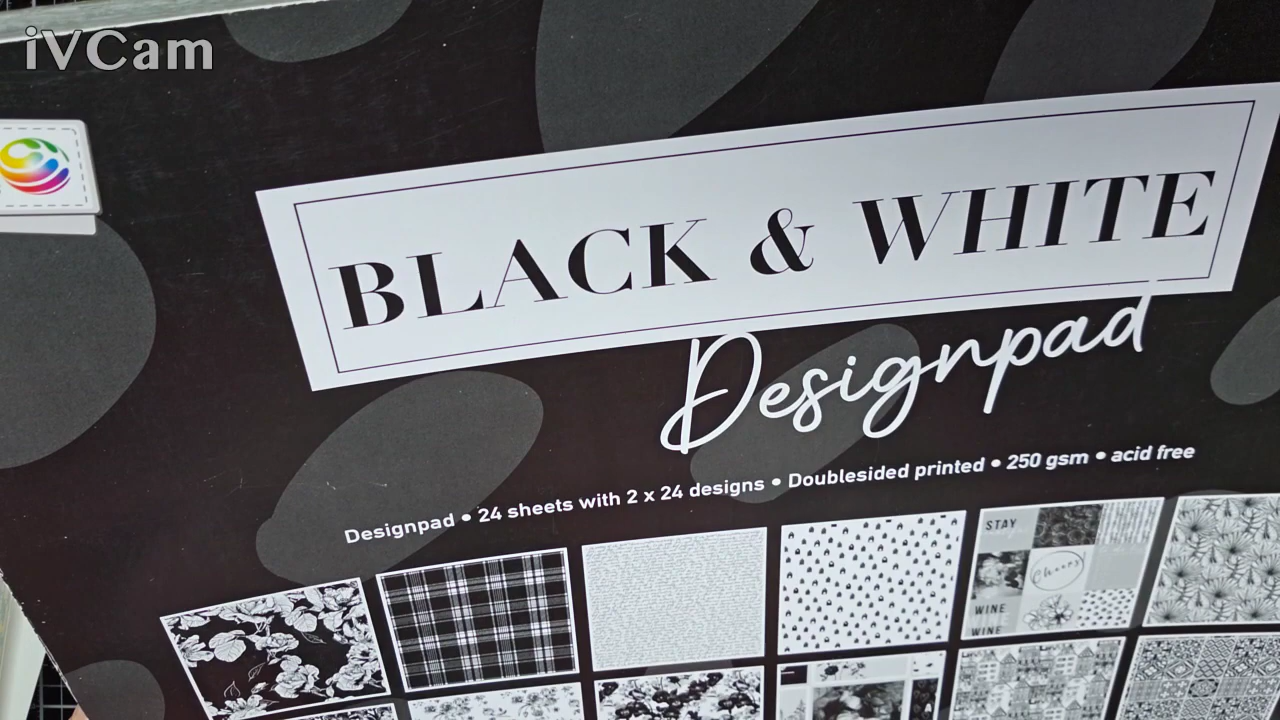 iVCam
BLACK & WHITE
Designpad
Designpad • 24 sheets with 2 x 24 designs • Doublesided printed • 250 gsm • acid free
STAY
Cheers
WINE
WINE